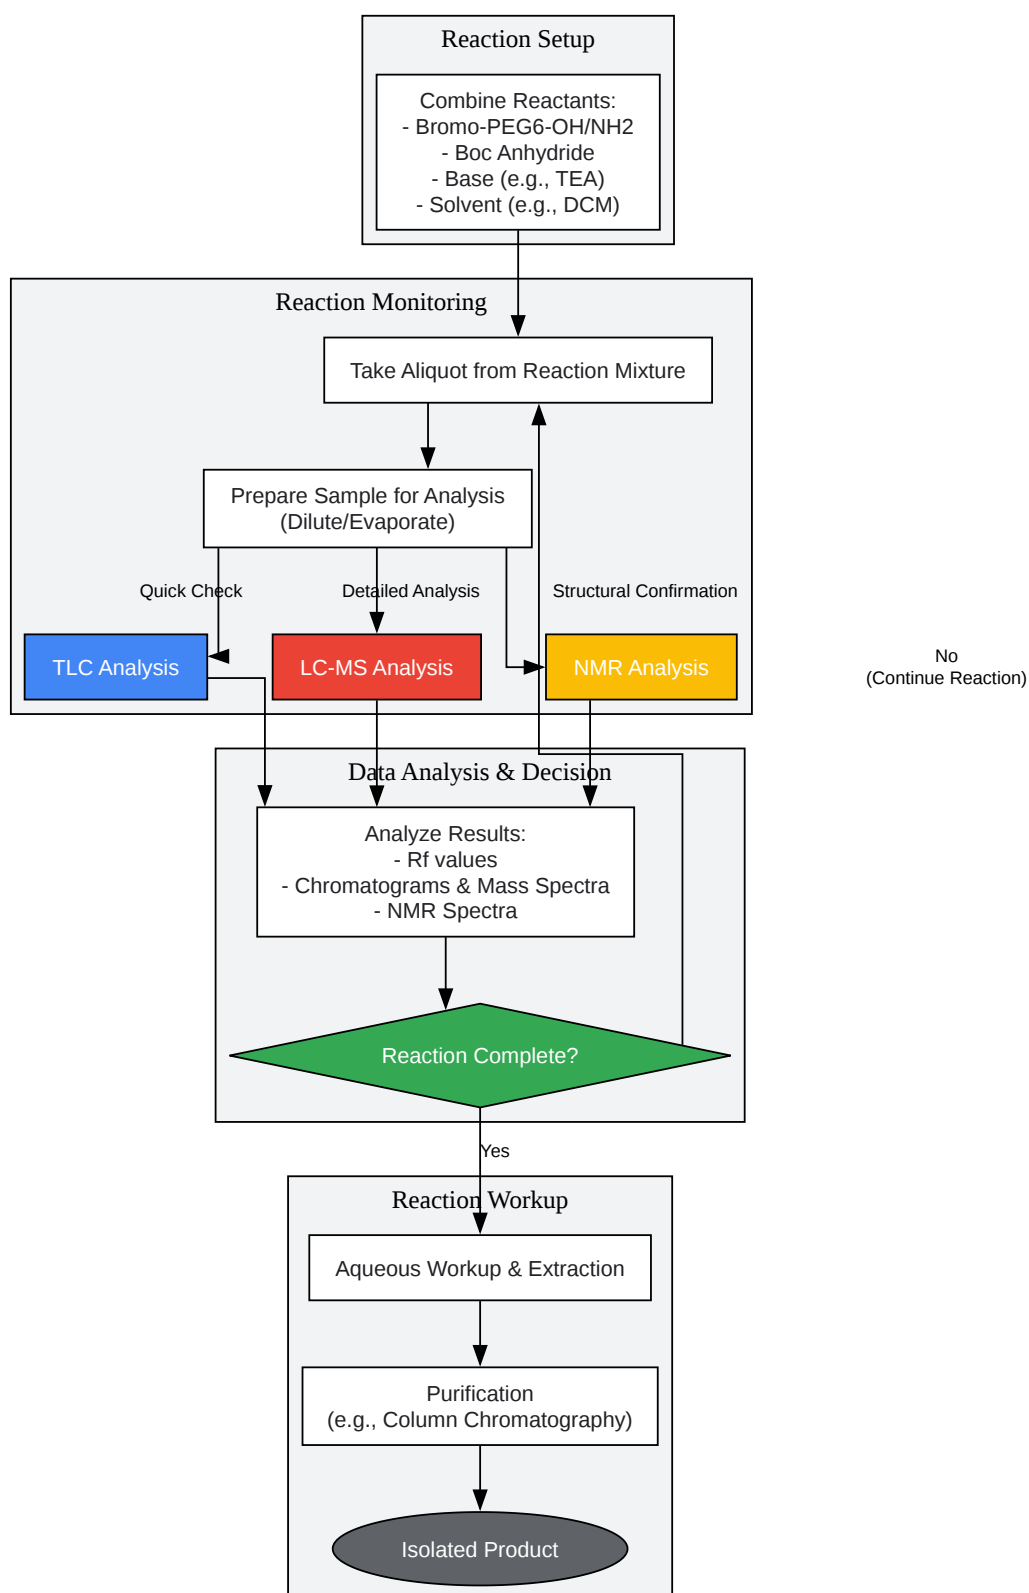 Reaction Setup
Combine Reactants:
- Bromo-PEG6-OH/NH2
- Boc Anhydride
- Base (e.g., TEA)
- Solvent (e.g., DCM)
Reaction Monitoring
Take Aliquot from Reaction Mixture
Prepare Sample for Analysis
(Dilute/Evaporate)
Quick Check
Detailed Analysis
Structural Confirmation
TLC Analysis
LC-MS Analysis
NMR Analysis
No
(Continue Reaction)
Data Analysis & Decision
Analyze Results:
- Rf values
- Chromatograms & Mass Spectra
- NMR Spectra
Reaction Complete?
Yes
Reaction Workup
Aqueous Workup & Extraction
Purification
(e.g., Column Chromatography)
Isolated Product